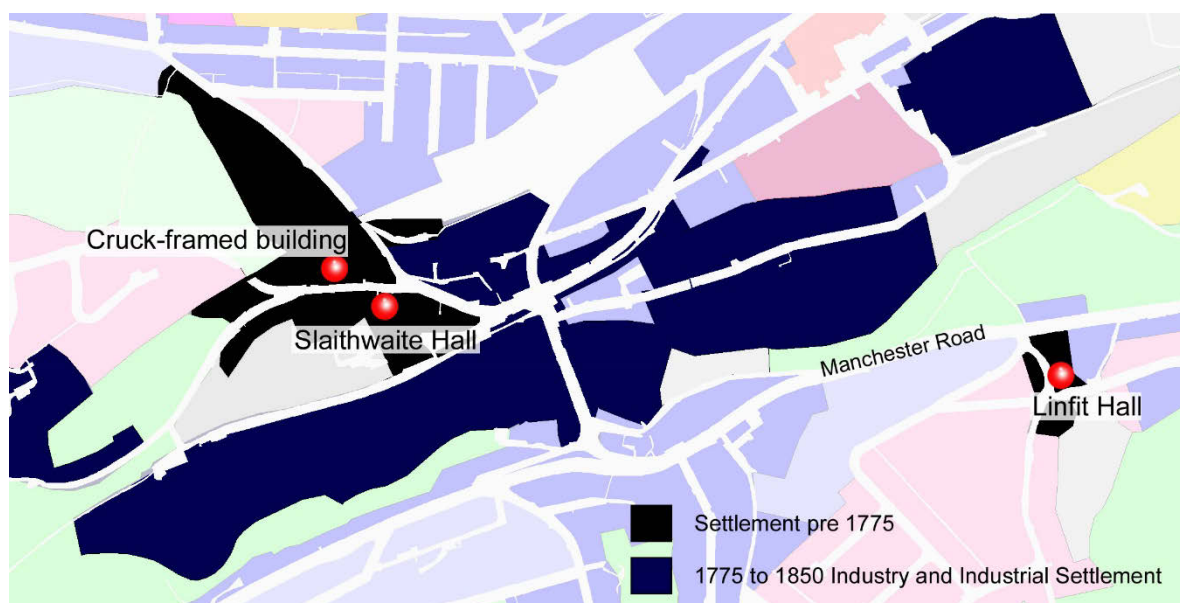 Cruck-framed building
Slaithwaite Hall
Manchester Road
Linfit Hall
Settlement pre 1775
1775 to 1850 Industry and Industrial Settlement